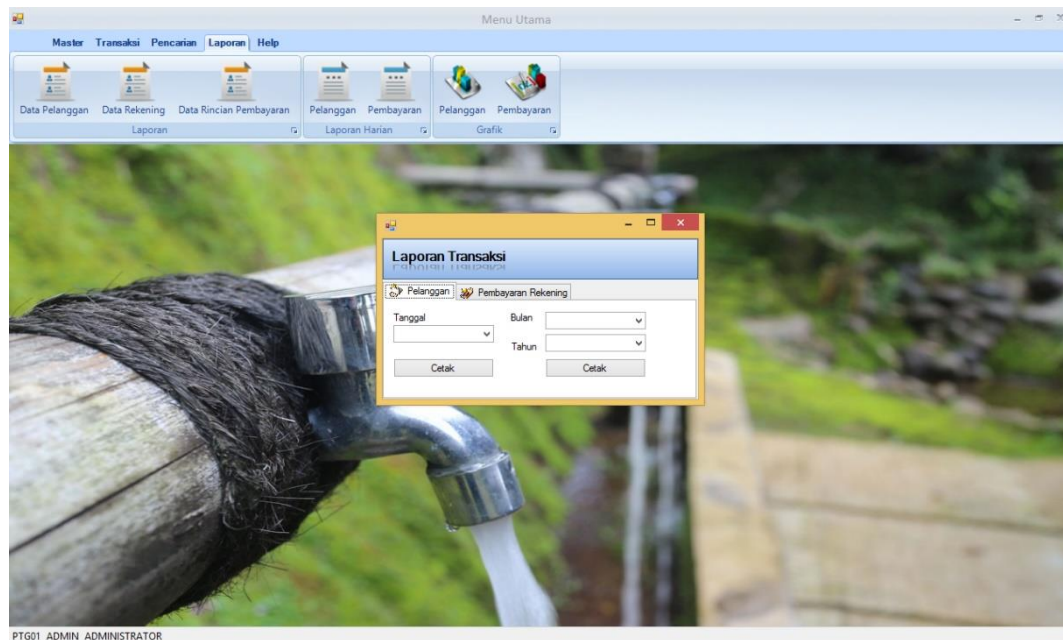 Menu Utama
Master Transaksi Pencarian Laporan Help
Data Pelanggan Data Rekening Data Rincian Pembayaran Pelanggan Pembayaran Pelanggan Pembayaran
Laporan Laporan Harian Grafik
Laporan Transaksi
Pelanggan Pembayaran Rekening
Tanggal Bulan
Tahun
Cetak Cetak
PTG01 ADMIN ADMINISTRATOR